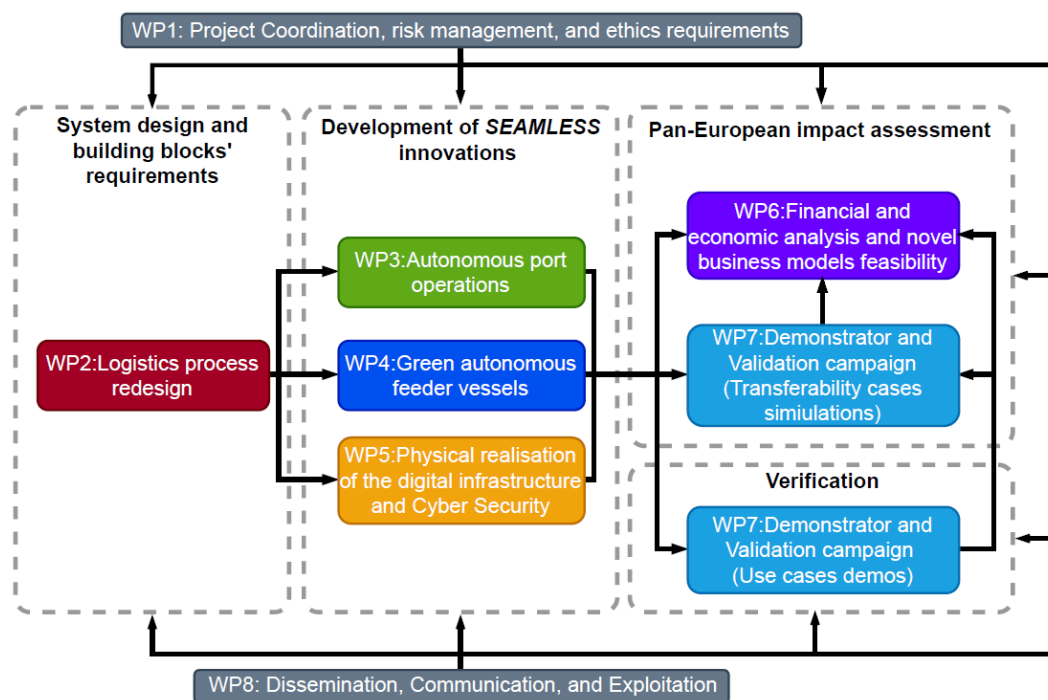 WP1: Project Coordination, risk management, and ethics requirements
System design and
building blocks'
requirements
Development of SEAMLESS
innovations
Pan-European impact assessment
WP2:Logistics process
redesign
WP3:Autonomous port
operations
WP4:Green autonomous
feeder vessels
WP5:Physical realisation
of the digital infrastructure
and Cyber Security
WP6:Financial and
economic analysis and novel
business models feasibility
WP7:Demonstrator and
Validation campaign
(Transferability cases
simiulations)
Verification
WP7:Demonstrator and
Validation campaign
(Use cases demos)
WP8: Dissemination, Communication, and Exploitation